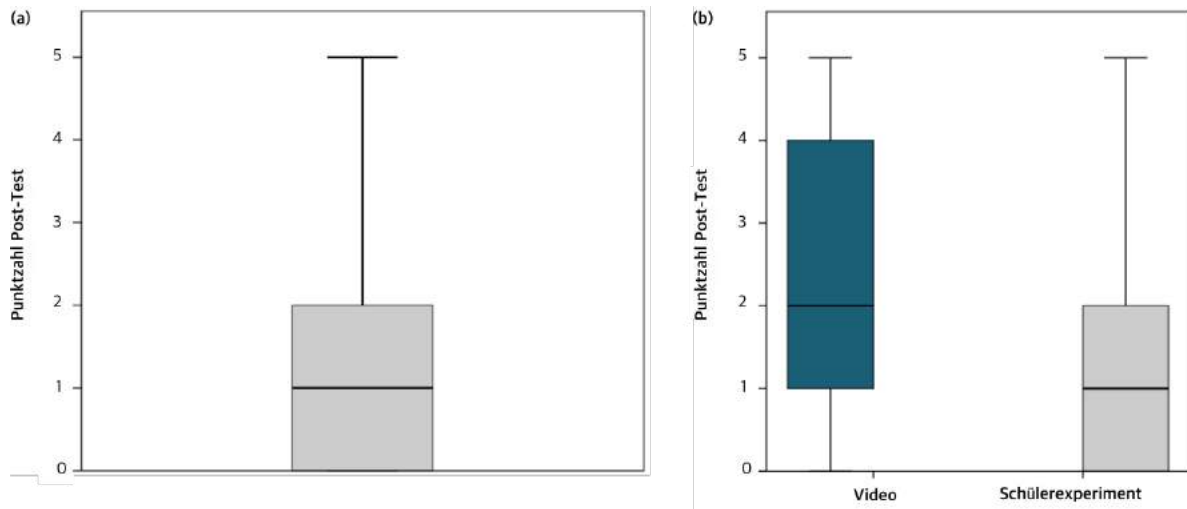 (a)
Punktzahl Post-Test
5
4
3
2
1
0
(b)
Punktzahl Post-Test
5
4
3
2
1
0
Video
Schülerexperiment